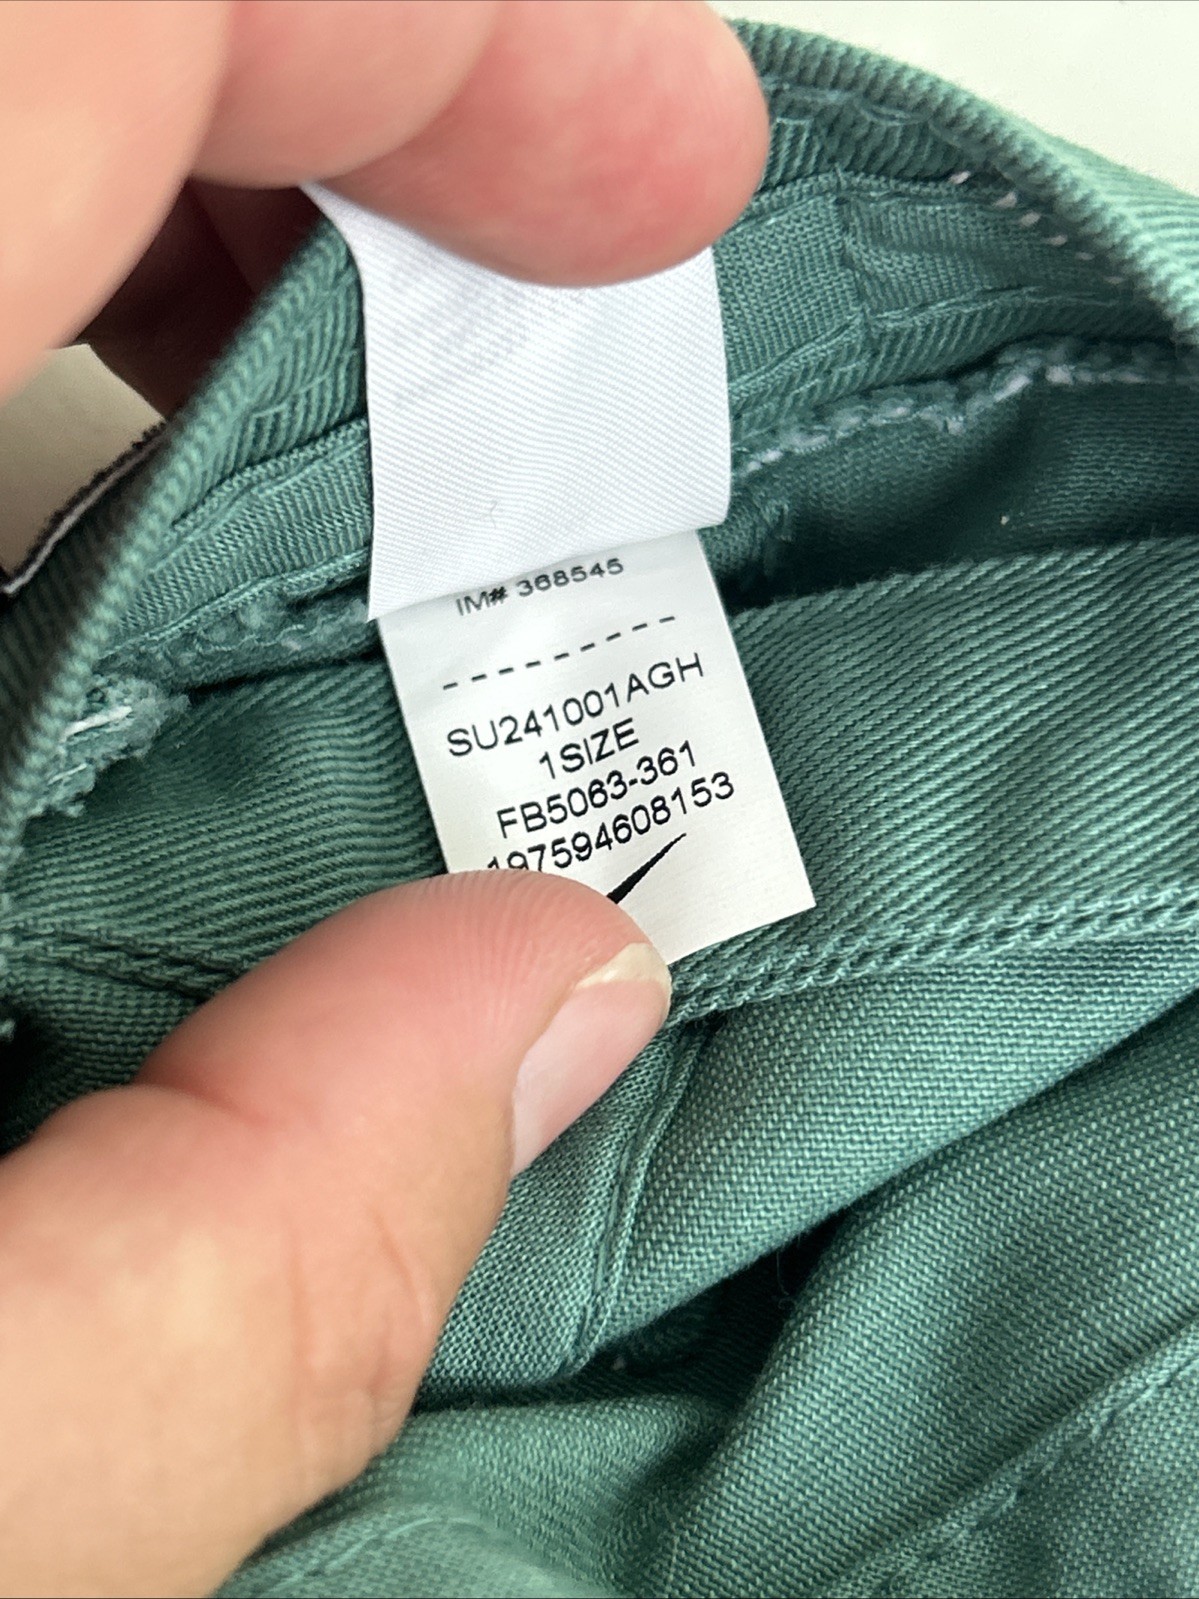 IM# 368545
SU241001AGH
1SIZE
FB5063-361
197594608153